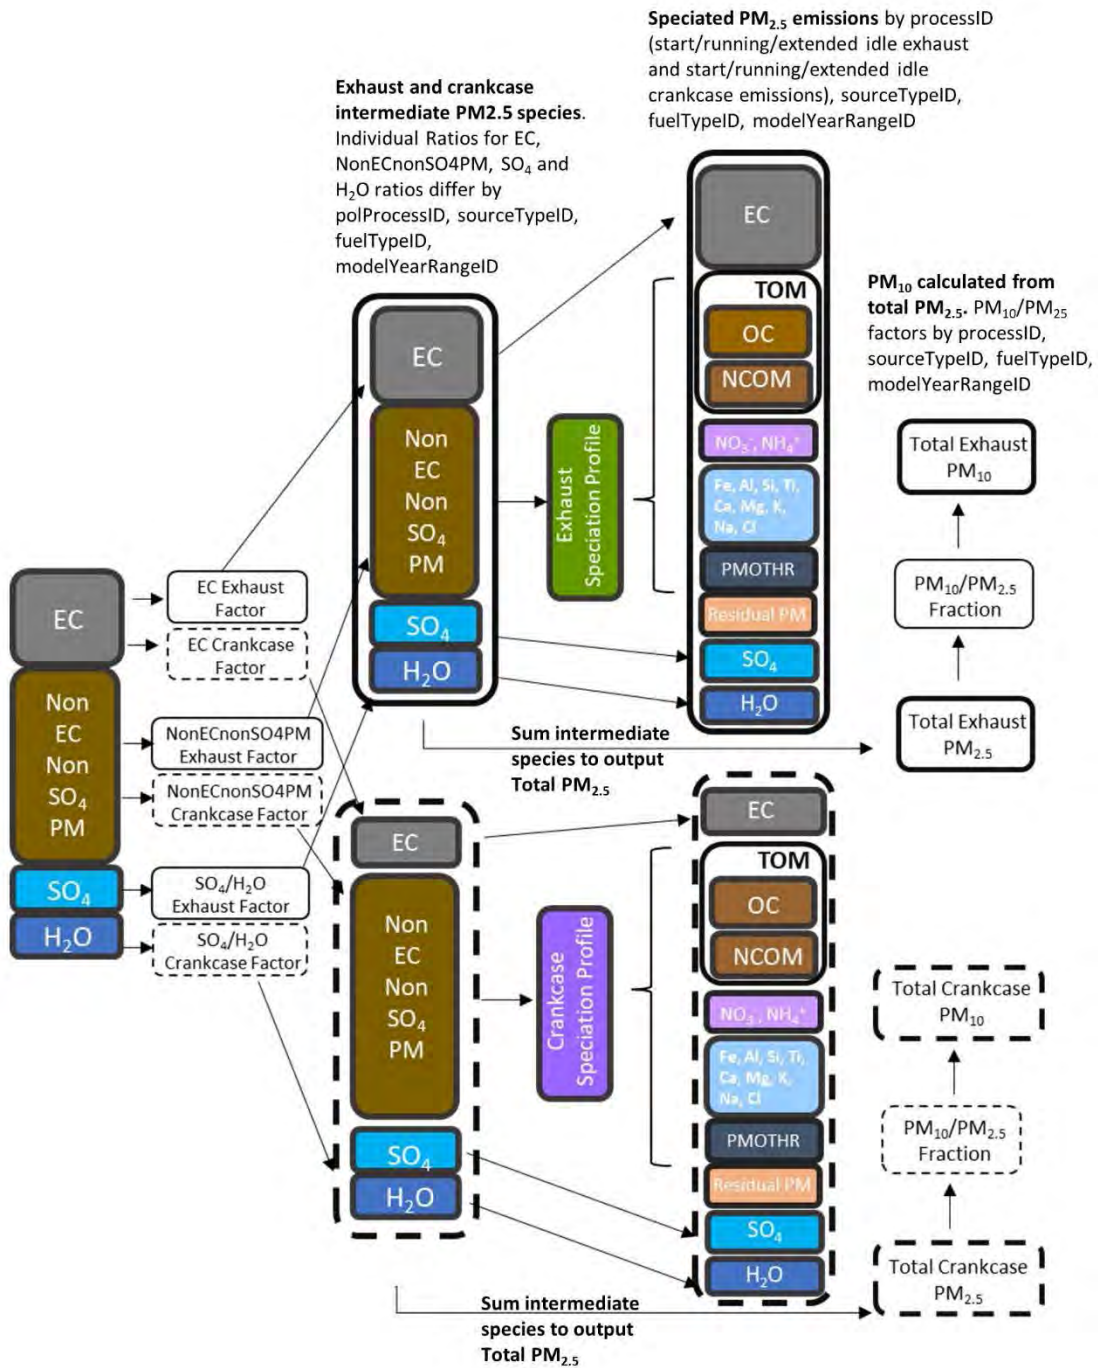 Speciated PM2.5 emissions by processID
(start/running/extended idle exhaust
and start/running/extended idle
crankcase emissions), sourceTypeID,
fuelTypeID, modelYearRangeID
Exhaust and crankcase
intermediate PM2.5 species.
Individual Ratios for EC,
NonECnonSO4PM, SO4 and
H2O ratios differ by
polProcessID, sourceTypeID,
fuelTypeID,
modelYearRangeID
PM10 calculated from
total PM2.5. PM10/PM25
factors by processID,
sourceTypeID, fuelTypeID,
modelYearRangeID
EC
Non
EC
Non
SO4
PM
SO4
H2O
EC Exhaust
Factor
EC Crankcase
Factor
NonECnonSO4PM
Exhaust Factor
NonECnonSO4PM
Crankcase Factor
SO4/H2O
Exhaust Factor
SO4/H2O
Crankcase Factor
EC
Non
EC
Non
SO4
PM
SO4
H2O
Exhaust
Speciation Profile
EC
TOM
OC
NCOM
NO3-, NH4+
Fe, Al, Si, Ti,
Ca, Mg, K,
Na, Cl
PMOTHR
Residual PM
SO4
H2O
Total Exhaust
PM10
PM10/PM2.5
Fraction
Total Exhaust
PM2.5
Sum intermediate
species to output
Total PM2.5
EC
Non
EC
Non
SO4
PM
SO4
H2O
Crankcase
Speciation Profile
EC
TOM
OC
NCOM
NO3-, NH4+
Fe, Al, Si, Ti,
Ca, Mg, K,
Na, Cl
PMOTHR
Residual PM
SO4
H2O
Total Crankcase
PM10
PM10/PM2.5
Fraction
Total Crankcase
PM2.5
Sum intermediate
species to output
Total PM2.5